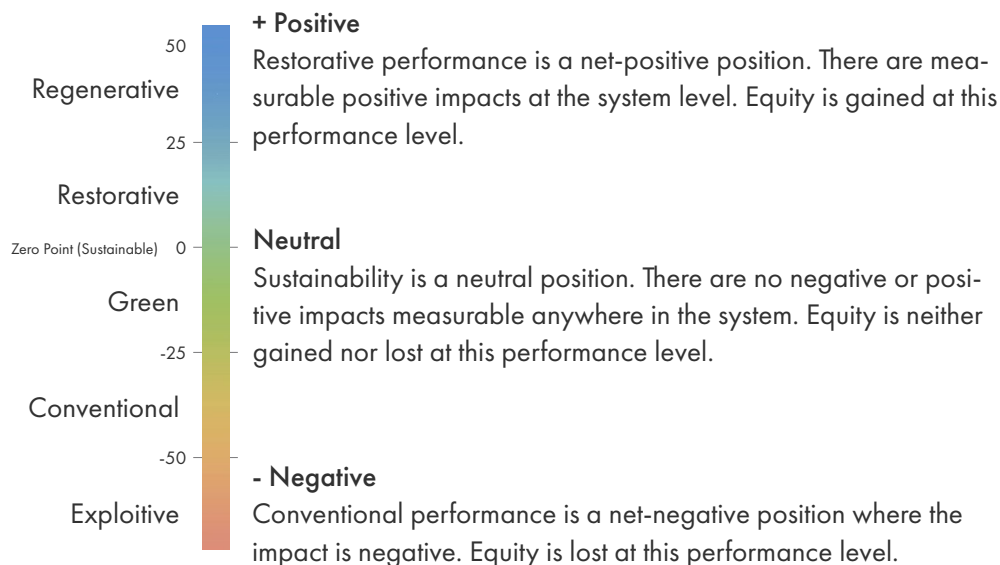 50
Regenerative
25
Restorative
Zero Point (Sustainable) 0
Green
-25
Conventional
-50
Exploitive
+ Positive
Restorative performance is a net-positive position. There are mea-
surable positive impacts at the system level. Equity is gained at this
performance level.
Neutral
Sustainability is a neutral position. There are no negative or posi-
tive impacts measurable anywhere in the system. Equity is neither
gained nor lost at this performance level.
- Negative
Conventional performance is a net-negative position where the
impact is negative. Equity is lost at this performance level.